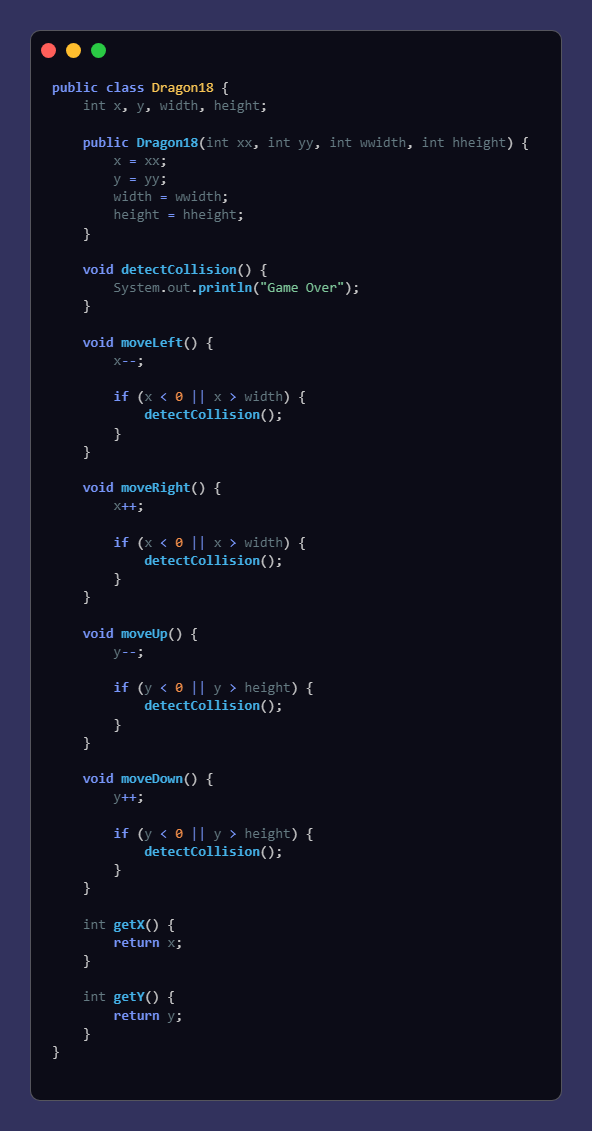 public class Dragon18 {
    int x, y, width, height;

    public Dragon18(int xx, int yy, int wwidth, int hheight) {
        x = xx;
        y = yy;
        width = wwidth;
        height = hheight;
    }

    void detectCollision() {
        System.out.println("Game Over");
    }

    void moveLeft() {
        x--;

        if (x < 0 || x > width) {
            detectCollision();
        }
    }

    void moveRight() {
        x++;

        if (x < 0 || x > width) {
            detectCollision();
        }
    }

    void moveUp() {
        y--;

        if (y < 0 || y > height) {
            detectCollision();
        }
    }

    void moveDown() {
        y++;

        if (y < 0 || y > height) {
            detectCollision();
        }
    }

    int getX() {
        return x;
    }

    int getY() {
        return y;
    }
}